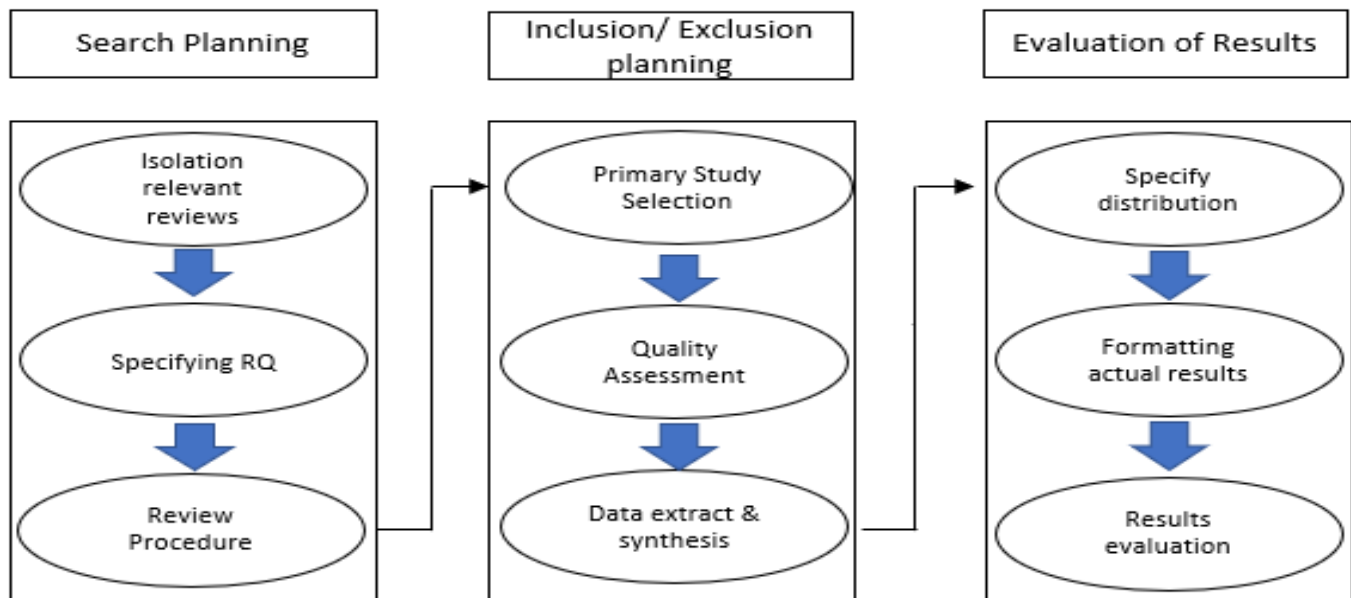 Search Planning
Inclusion/ Exclusion
planning
Evaluation of Results
Isolation
relevant
reviews
Specifying RQ
Review
Procedure
Primary Study
Selection
Quality
Assessment
Data extract &
synthesis
Specify
distribution
Formatting
actual results
Results
evaluation